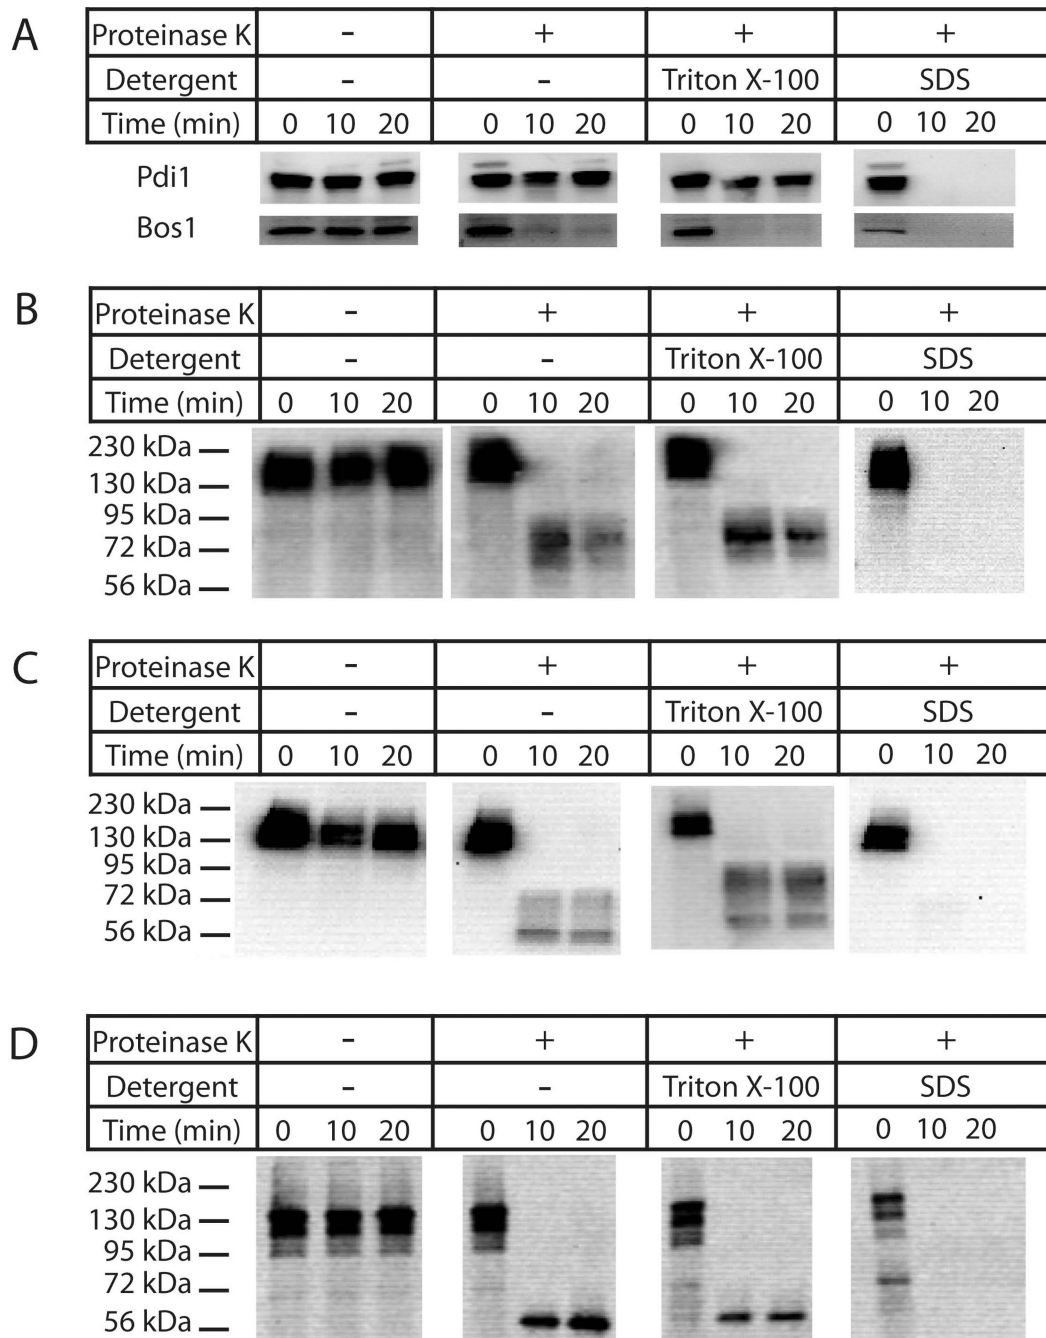 A
Proteinase K - + + +
Detergent - - Triton X-100 SDS
Time (min) 0 10 20 0 10 20 0 10 20 0 10 20
Pdi1
Bos1
B
Proteinase K - + + +
Detergent - - Triton X-100 SDS
Time (min) 0 10 20 0 10 20 0 10 20 0 10 20
230 kDa
130 kDa
95 kDa
72 kDa
56 kDa
C
Proteinase K - + + +
Detergent - - Triton X-100 SDS
Time (min) 0 10 20 0 10 20 0 10 20 0 10 20
230 kDa
130 kDa
95 kDa
72 kDa
56 kDa
D
Proteinase K - + + +
Detergent - - Triton X-100 SDS
Time (min) 0 10 20 0 10 20 0 10 20 0 10 20
230 kDa
130 kDa
95 kDa
72 kDa
56 kDa